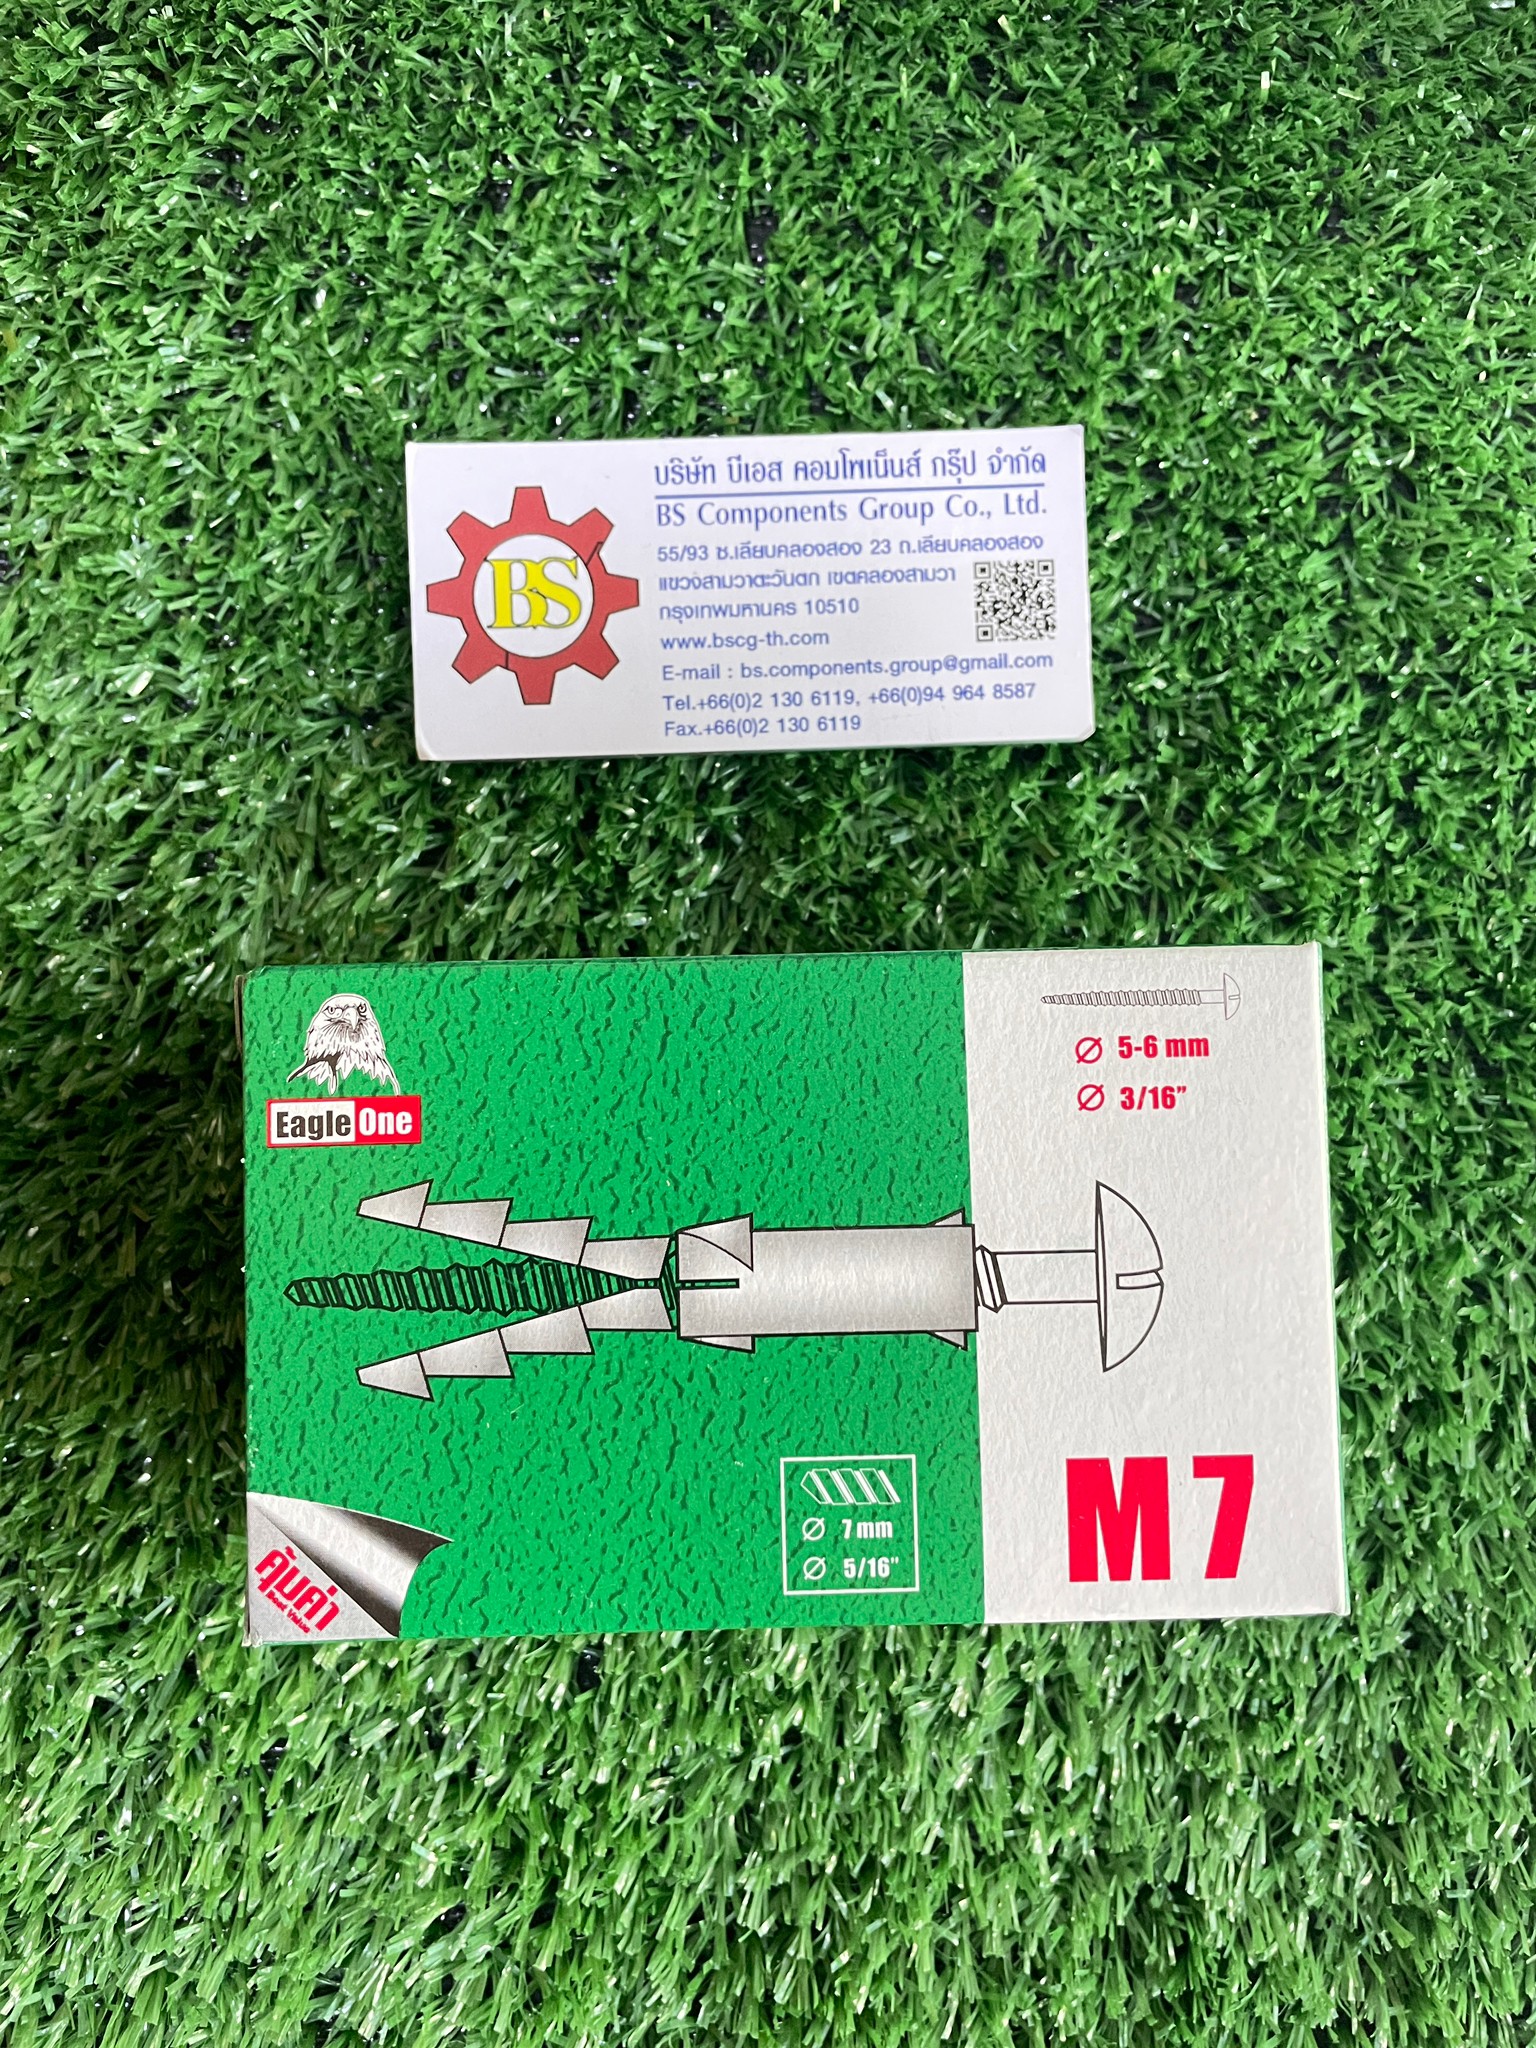 บริษัท บีเอส คอมโพเน็นส์ กรุ๊ป จำกัด
BS Components Group Co., Ltd.
55/93 ซ.เลียบคลองสอง 23 ถ.เลียบคลองสอง
แขวงสามวาตะวันตก เขตคลองสามวา
กรุงเทพมหานคร 10510
www.bscg-th.com
E-mail : bs.components.group@gmail.com
Tel.+66(0)2 130 6119, +66(0)94 964 8587
Fax.+66(0)2 130 6119
BS
Eagle One
Ø 5-6 mm
Ø 3/16"
Ø 7 mm
Ø 5/16"
M 7
คุ้มค่า
Best Value